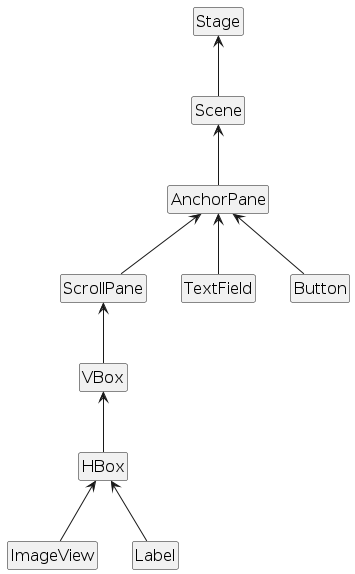 Stage
Scene
AnchorPane
ScrollPane
TextField
Button
VBox
HBox
ImageView
Label